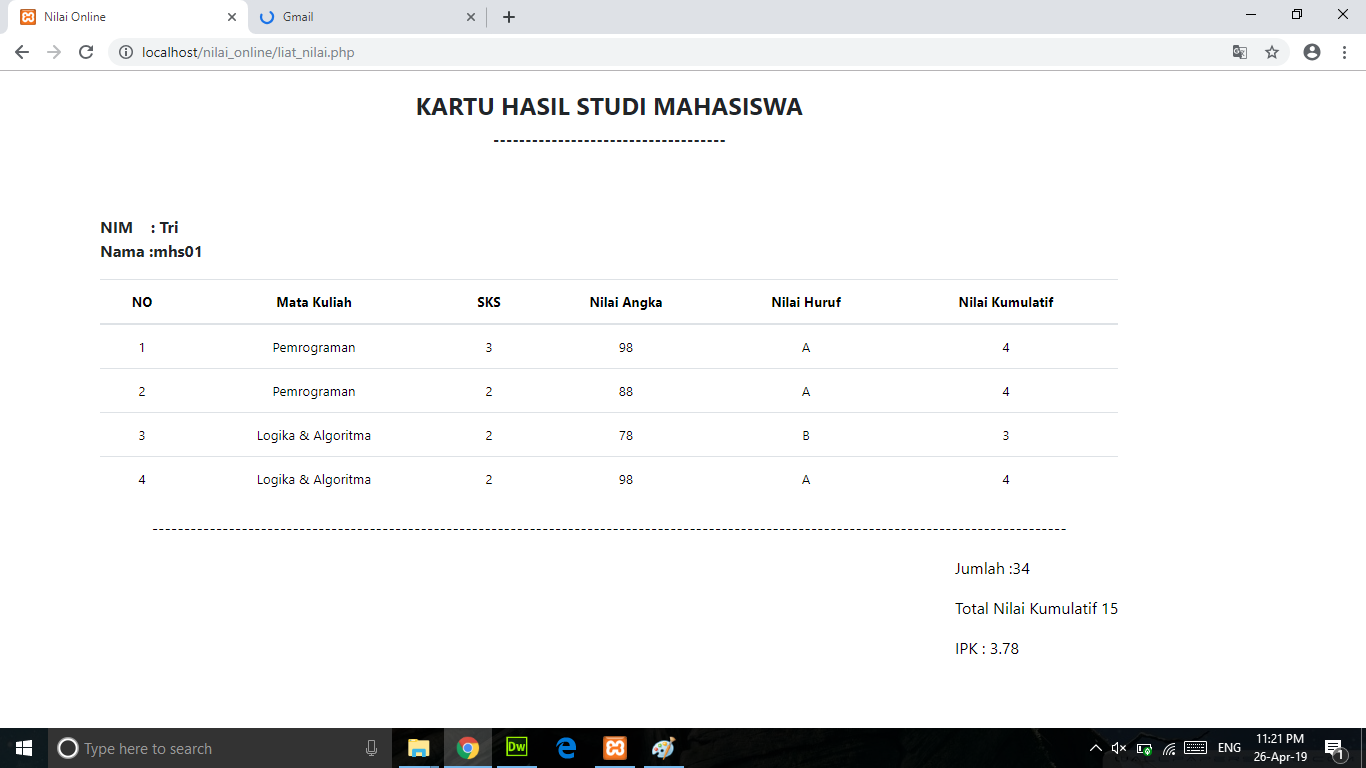 Nilai Online
Gmail
localhost/nilai_online/liat_nilai.php
KARTU HASIL STUDI MAHASISWA
------------------------------------
NIM : Tri
Nama :mhs01
NO Mata Kuliah SKS Nilai Angka Nilai Huruf Nilai Kumulatif
1 Pemrograman 3 98 A 4
2 Pemrograman 2 88 A 4
3 Logika & Algoritma 2 78 B 3
4 Logika & Algoritma 2 98 A 4
------------------------------------------------------------------------------------------------------------------------------------------------
Jumlah :34
Total Nilai Kumulatif 15
IPK : 3.78
Type here to search
Dw
ENG
11:21 PM
26-Apr-19
1